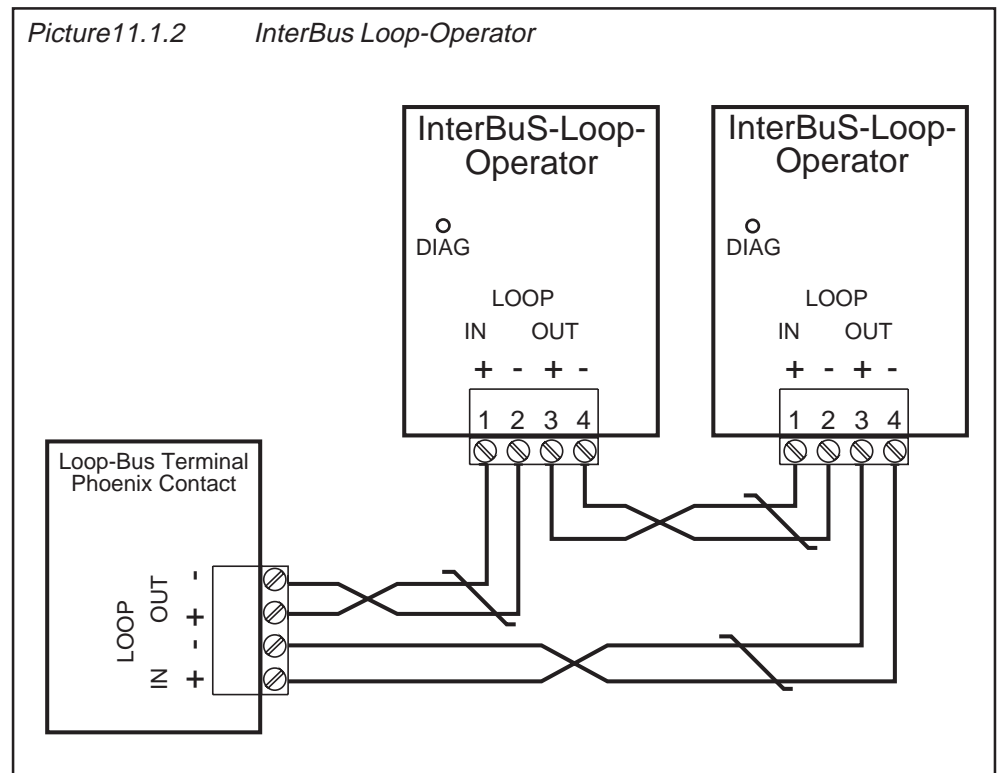 Picture11.1.2 InterBus Loop-Operator
InterBuS-Loop-
Operator
DIAG
LOOP
IN OUT
+ - + -
1 2 3 4
InterBuS-Loop-
Operator
DIAG
LOOP
IN OUT
+ - + -
1 2 3 4
Loop-Bus Terminal
Phoenix Contact
LOOP
OUT
-
+
IN
-
+